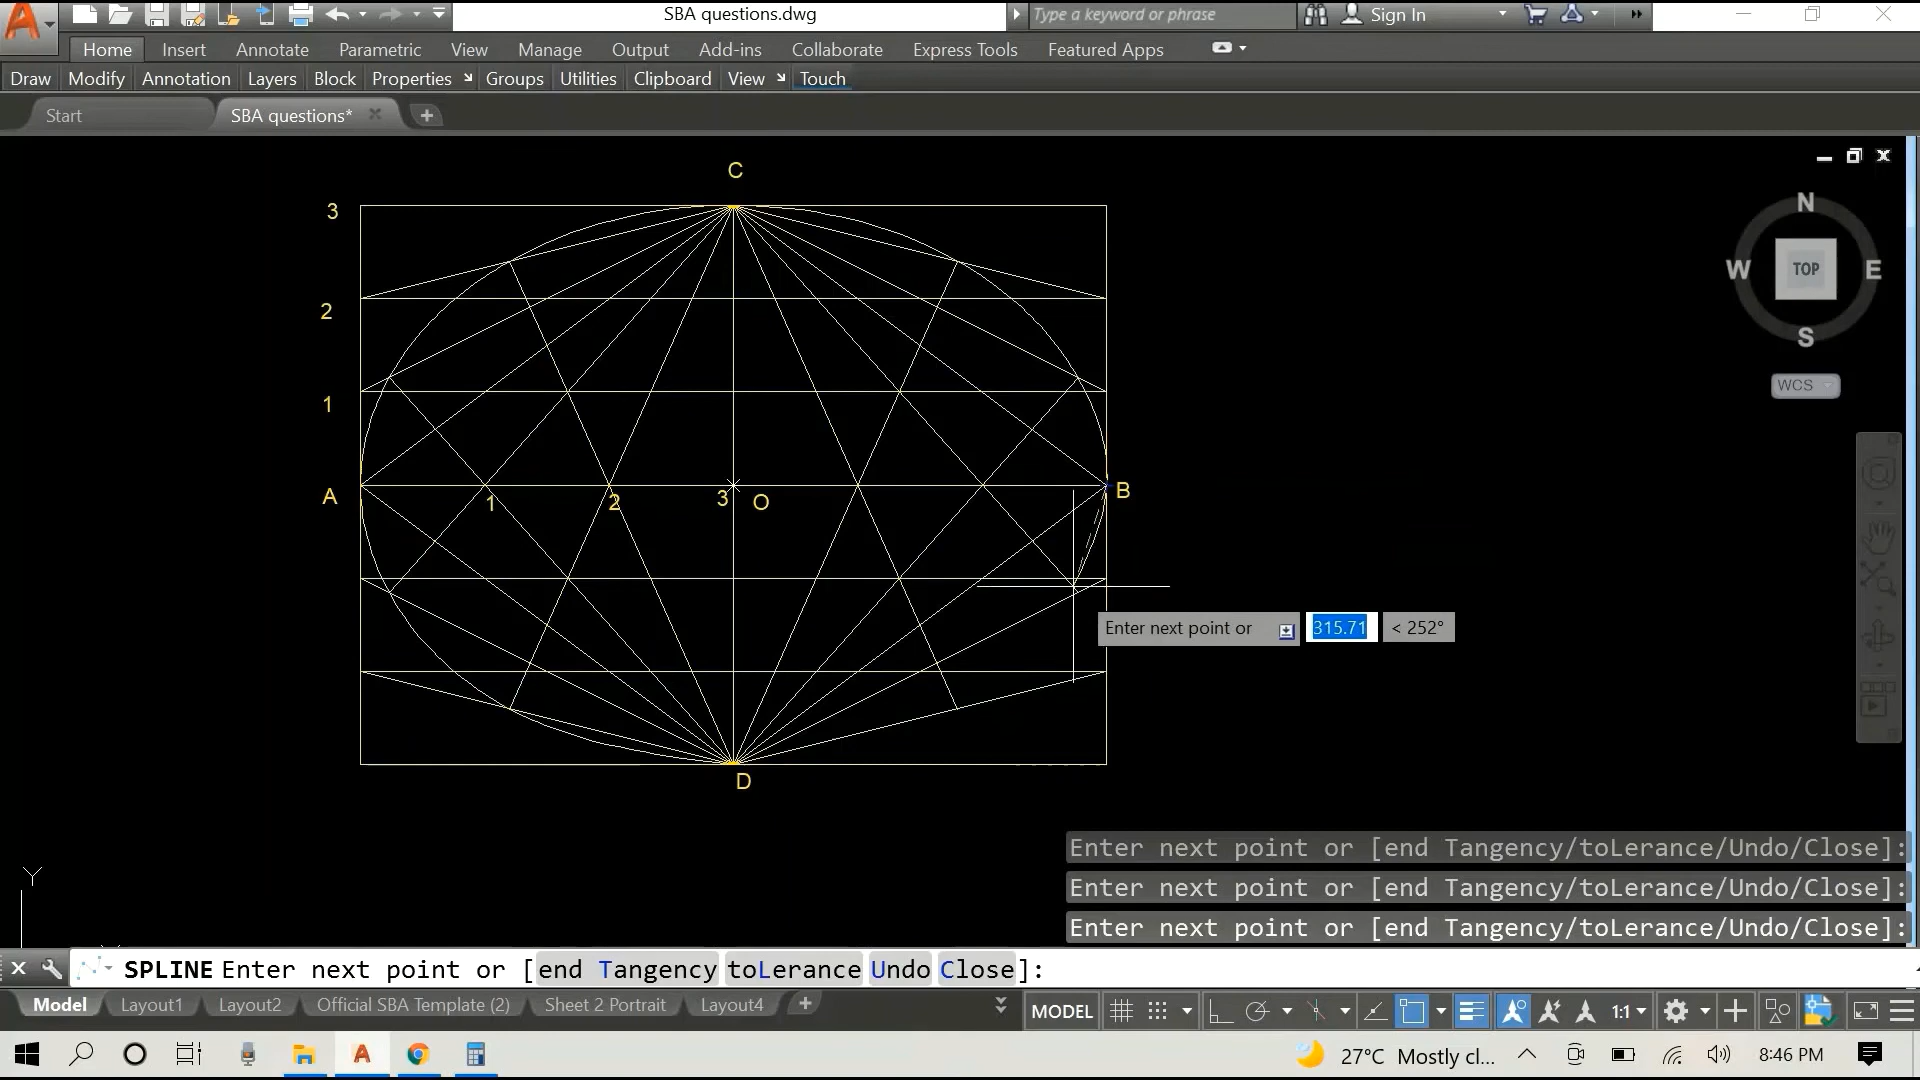 SBA questions.dwg
Type a keyword or phrase
Sign In
Home Insert Annotate Parametric View Manage Output Add-ins Collaborate Express Tools Featured Apps
Draw Modify Annotation Layers Block Properties Groups Utilities Clipboard View Touch
Start SBA questions*
C
3
2
1
A 1 2 3 O B
D
N
W TOP E
S
WCS
Enter next point or 315.71 < 252°
Y
Enter next point or [end Tangency/toLerance/Undo/Close]:
Enter next point or [end Tangency/toLerance/Undo/Close]:
Enter next point or [end Tangency/toLerance/Undo/Close]:
SPLINE Enter next point or [end Tangency toLerance Undo Close]:
Model Layout1 Layout2 Official SBA Template (2) Sheet 2 Portrait Layout4 MODEL 1:1
27°C Mostly cl... 8:46 PM